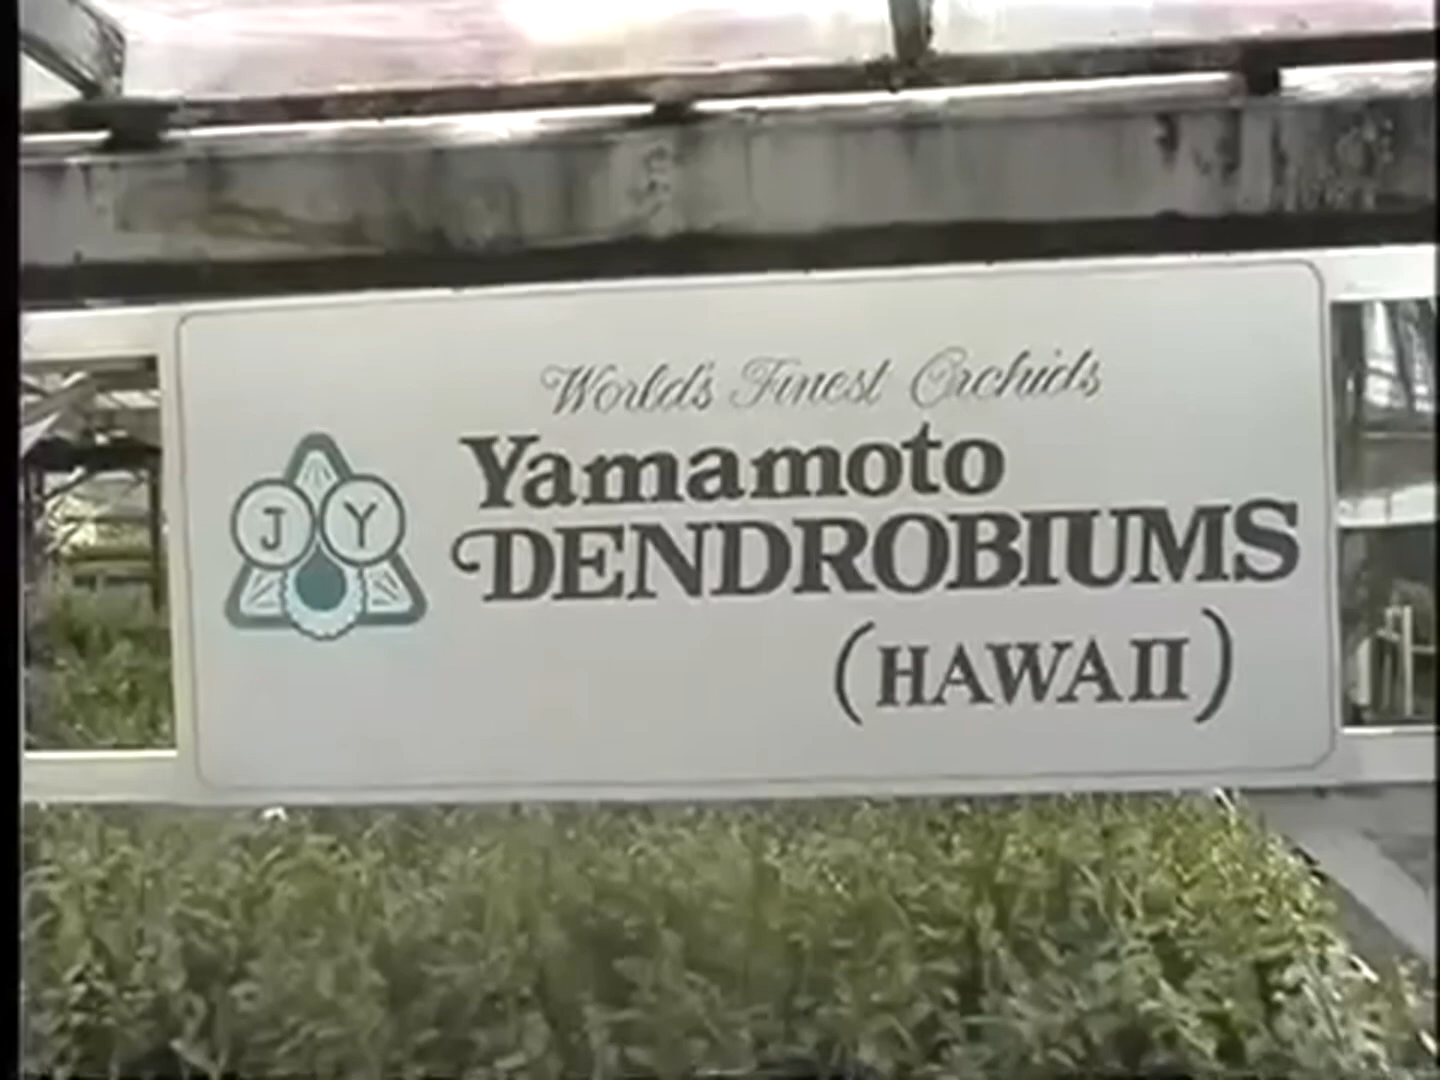 World's Finest Orchids
Yamamoto
DENDROBIUMS
(HAWAII)
J Y